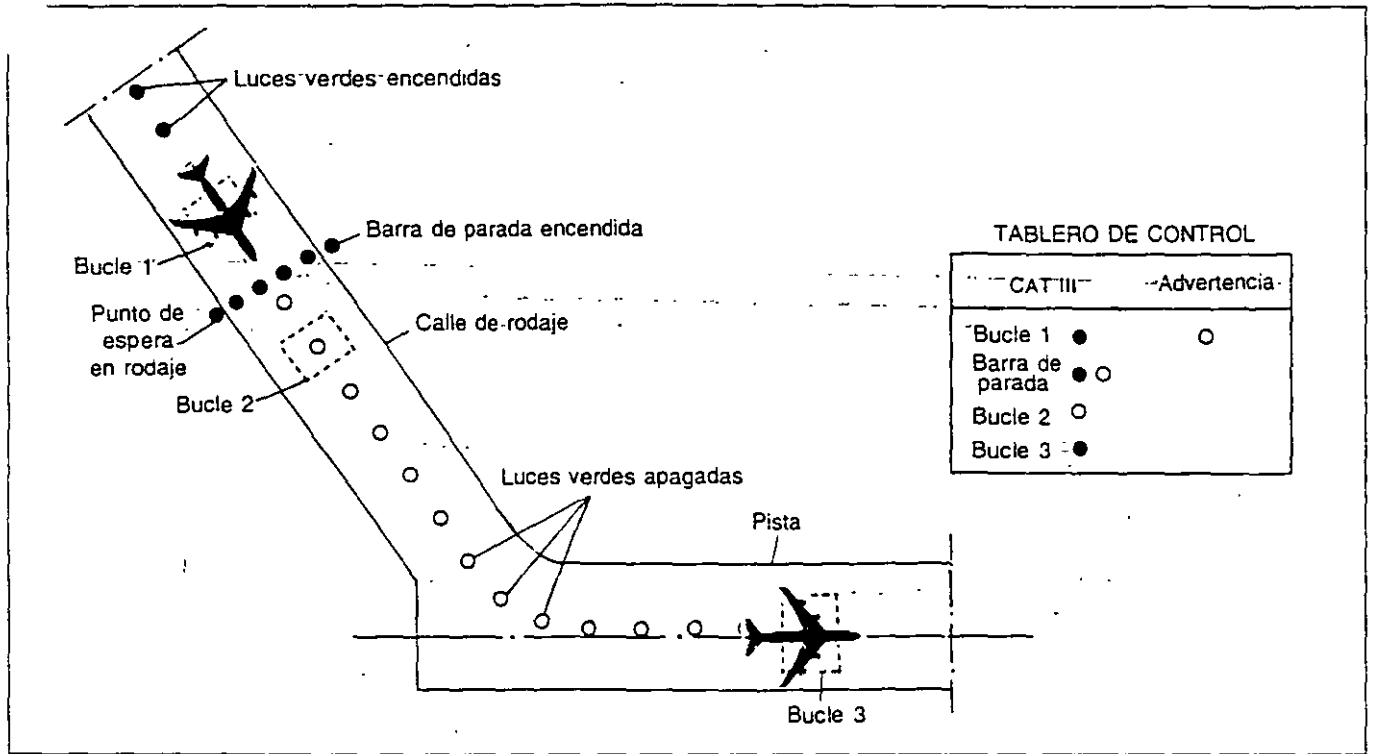 Luces verdes encendidas
Barra de parada encendida
Bucle 1
Punto de
espera
en rodaje
Calle de rodaje
Bucle 2
Luces verdes apagadas
Pista
Bucle 3
TABLERO DE CONTROL
CAT III Advertencia
Bucle 1
Barra de
parada
Bucle 2
Bucle 3